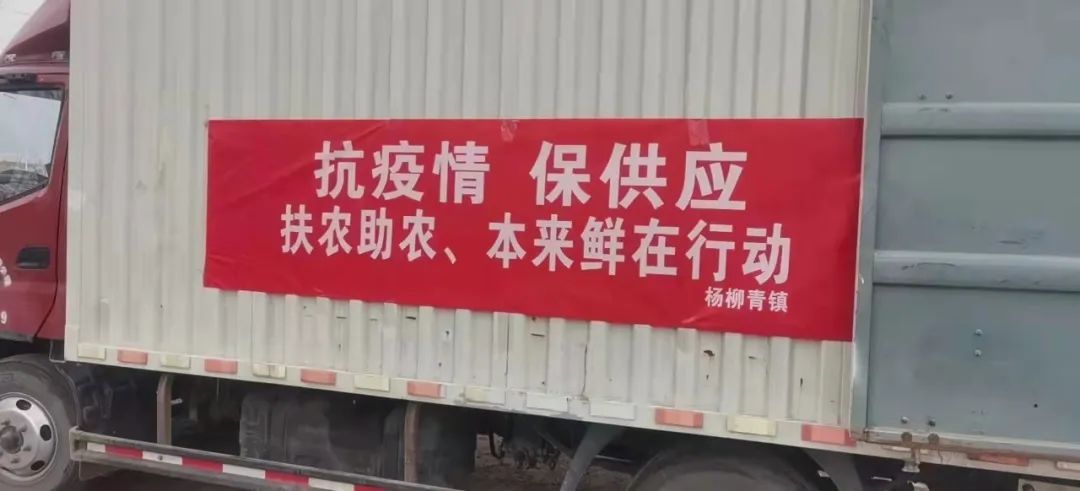 抗疫情 保供应
扶农助农、本来鲜在行动
杨柳青镇
9